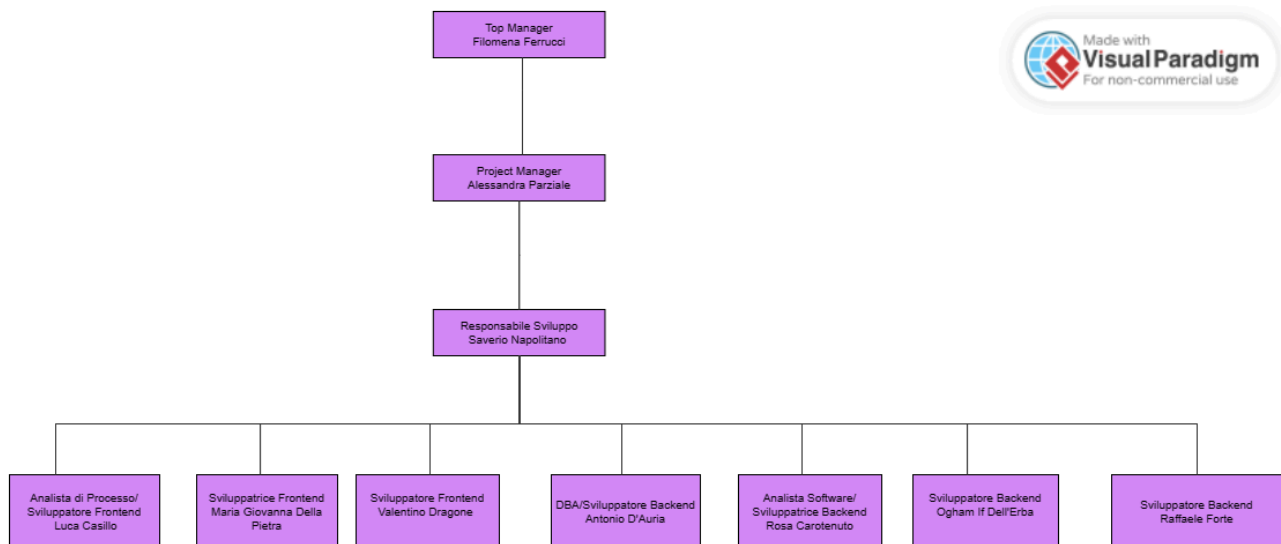 Top Manager
Filomena Ferrucci
Made with
Visual Paradigm
For non-commercial use
Project Manager
Alessandra Parziale
Responsabile Sviluppo
Saverio Napolitano
Analista di Processo/
Sviluppatore Frontend
Luca Casillo
Sviluppatrice Frontend
Maria Giovanna Della
Pietra
Sviluppatore Frontend
Valentino Dragone
DBA/Sviluppatore Backend
Antonio D'Auria
Analista Software/
Sviluppatrice Backend
Rosa Carotenuto
Sviluppatore Backend
Ogham If Dell'Erba
Sviluppatore Backend
Raffaele Forte